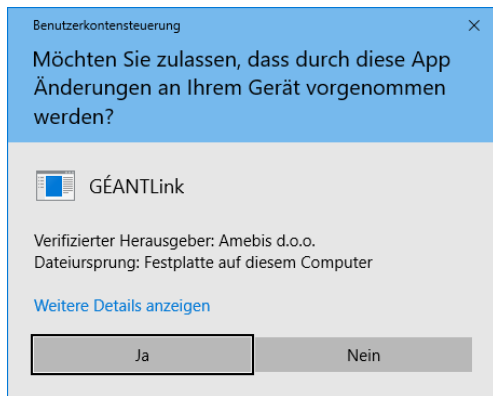 Benutzerkontensteuerung
Möchten Sie zulassen, dass durch diese App
Änderungen an Ihrem Gerät vorgenommen
werden?
GÉANTLink
Verifizierter Herausgeber: Amebis d.o.o.
Dateiursprung: Festplatte auf diesem Computer
Weitere Details anzeigen
Ja
Nein